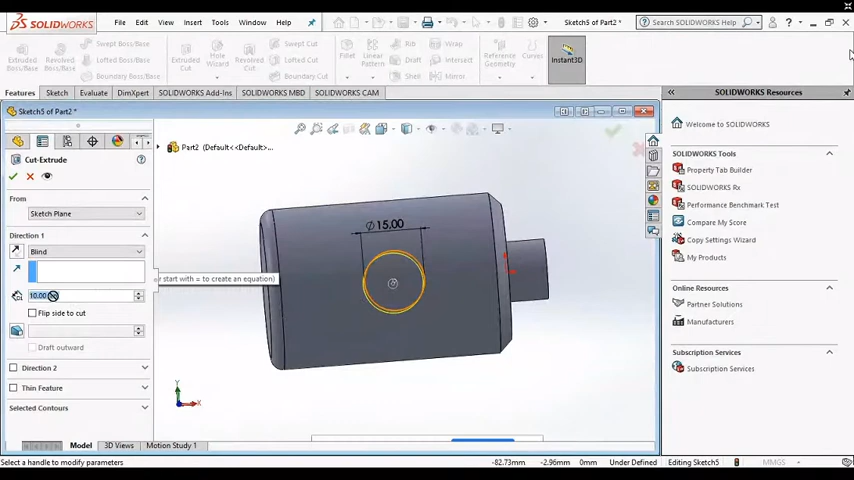 SOLIDWORKS File Edit View Insert Tools Window Help Sketch5 of Part2 * Search SOLIDWORKS Help
Extruded Boss/Base Revolved Boss/Base Swept Boss/Base Lofted Boss/Base Boundary Boss/Base Extruded Cut Hole Wizard Revolved Cut Swept Cut Lofted Cut Boundary Cut Fillet Linear Pattern Rib Draft Shell Wrap Intersect Mirror Reference Geometry Curves Instant3D
Features Sketch Evaluate DimXpert SOLIDWORKS Add-Ins SOLIDWORKS MBD SOLIDWORKS CAM
SOLIDWORKS Resources
Sketch5 of Part2 *
Welcome to SOLIDWORKS
Part2 (Default<<Default>...
Cut-Extrude
SOLIDWORKS Tools
Property Tab Builder
SOLIDWORKS Rx
Performance Benchmark Test
Compare My Score
Copy Settings Wizard
My Products
From
Sketch Plane
Direction 1
Blind
r start with = to create an equation)
10.00
Flip side to cut
Draft outward
Direction 2
Thin Feature
Selected Contours
⌀15.00
Y
X
Online Resources
Partner Solutions
Manufacturers
Subscription Services
Subscription Services
Model 3D Views Motion Study 1
Select a handle to modify parameters -82.73mm -2.96mm 0mm Under Defined Editing Sketch5 MMGS